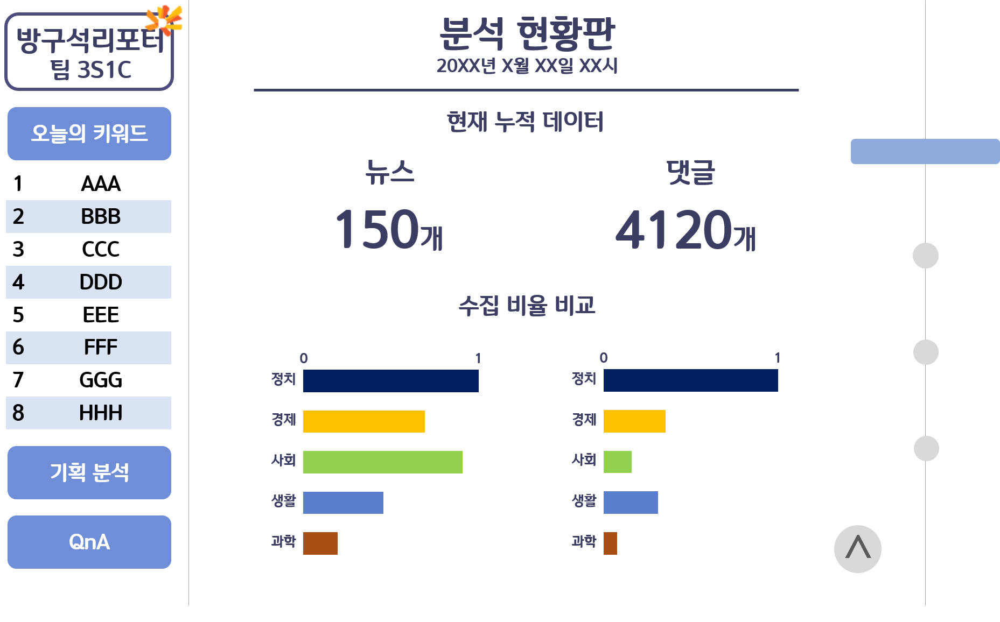 방구석리포터
팀 3S1C
오늘의 키워드
1 AAA
2 BBB
3 CCC
4 DDD
5 EEE
6 FFF
7 GGG
8 HHH
기획 분석
QnA
분석 현황판
20XX년 X월 XX일 XX시
현재 누적 데이터
뉴스
150개
댓글
4120개
수집 비율 비교
0 1
정치
경제
사회
생활
과학
0 1
정치
경제
사회
생활
과학